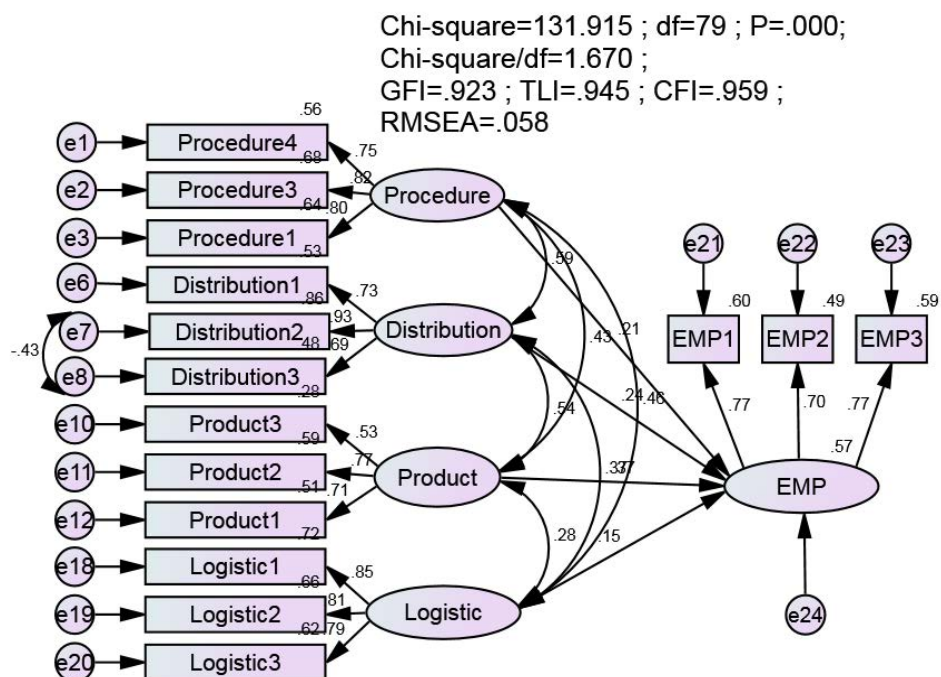 Chi-square=131.915 ; df=79 ; P=.000;
Chi-square/df=1.670 ;
GFI=.923 ; TLI=.945 ; CFI=.959 ;
RMSEA=.058
.56
e1 Procedure4 .75
.68
e2 Procedure3 .82 Procedure
.64 .80
e3 Procedure1
.53
e21 e22 e23
e6 Distribution1 .59
.86 .73
.60 .49 .59
e7 Distribution2 .93 Distribution .43 .21
-.43
EMP1 EMP2 EMP3
.48 .69
e8 Distribution3
.28 .24 .46
.54 .77 .70 .77
e10 Product3 .53
.59 .57
.77 .37
e11 Product2 Product EMP
.51 .71
e12 Product1
.72 .28 .15
e18 Logistic1 .85
.66
.81
e19 Logistic2 Logistic e24
.62 .79
e20 Logistic3